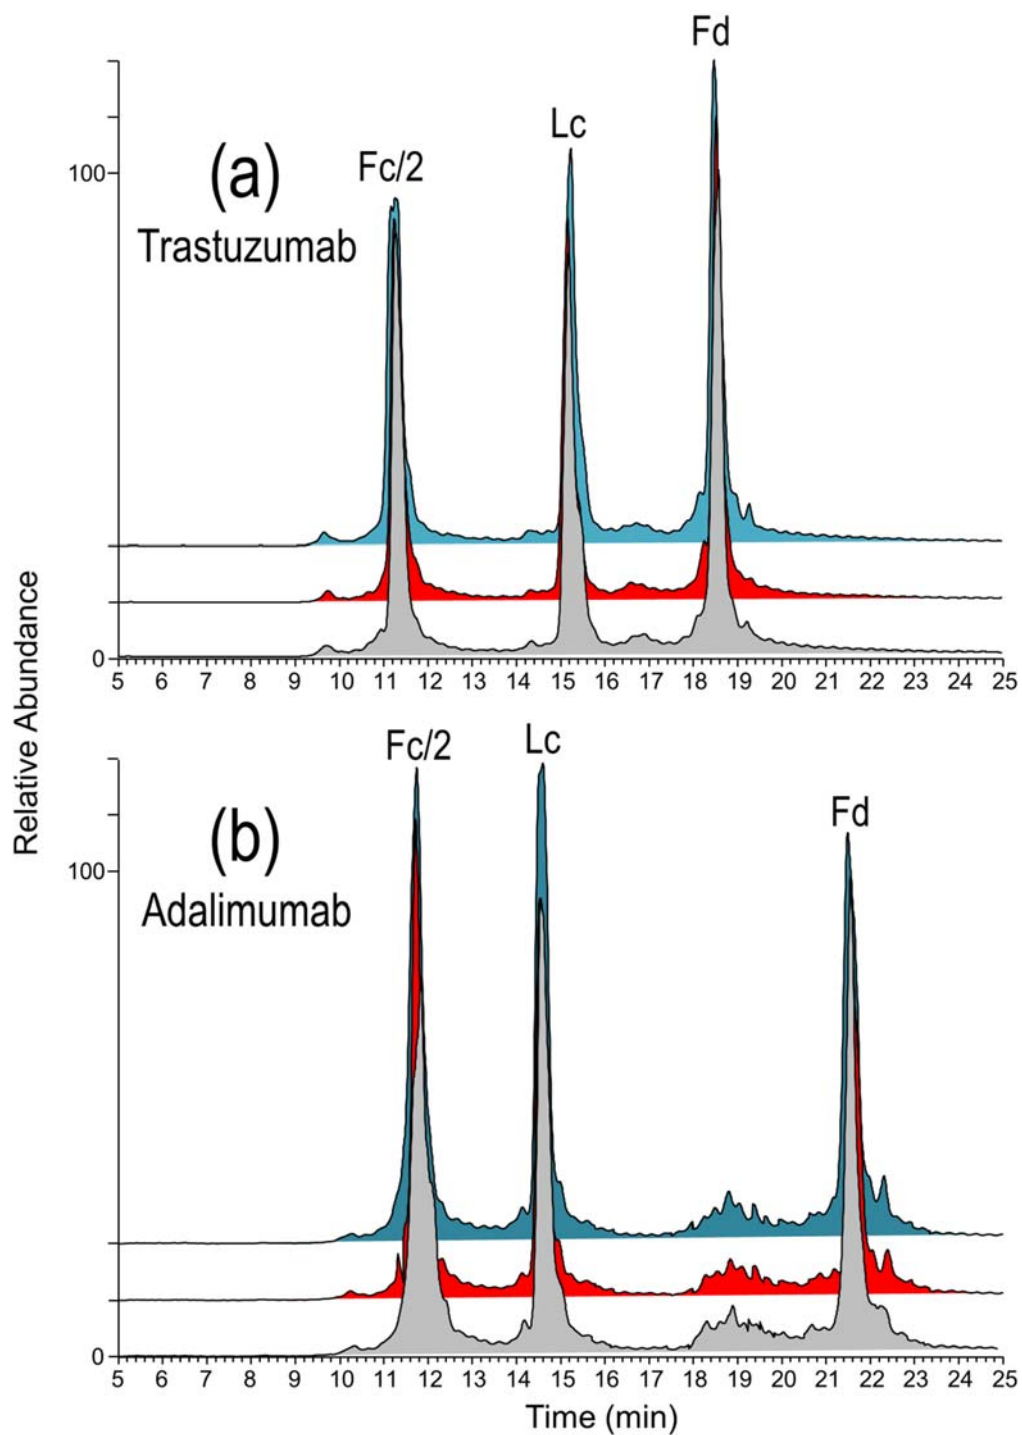 Fd
Lc
Fc/2
(a)
Trastuzumab
100
0
5 6 7 8 9 10 11 12 13 14 15 16 17 18 19 20 21 22 23 24 25
Relative Abundance
Fc/2
Lc
Fd
(b)
Adalimumab
100
0
5 6 7 8 9 10 11 12 13 14 15 16 17 18 19 20 21 22 23 24 25
Time (min)